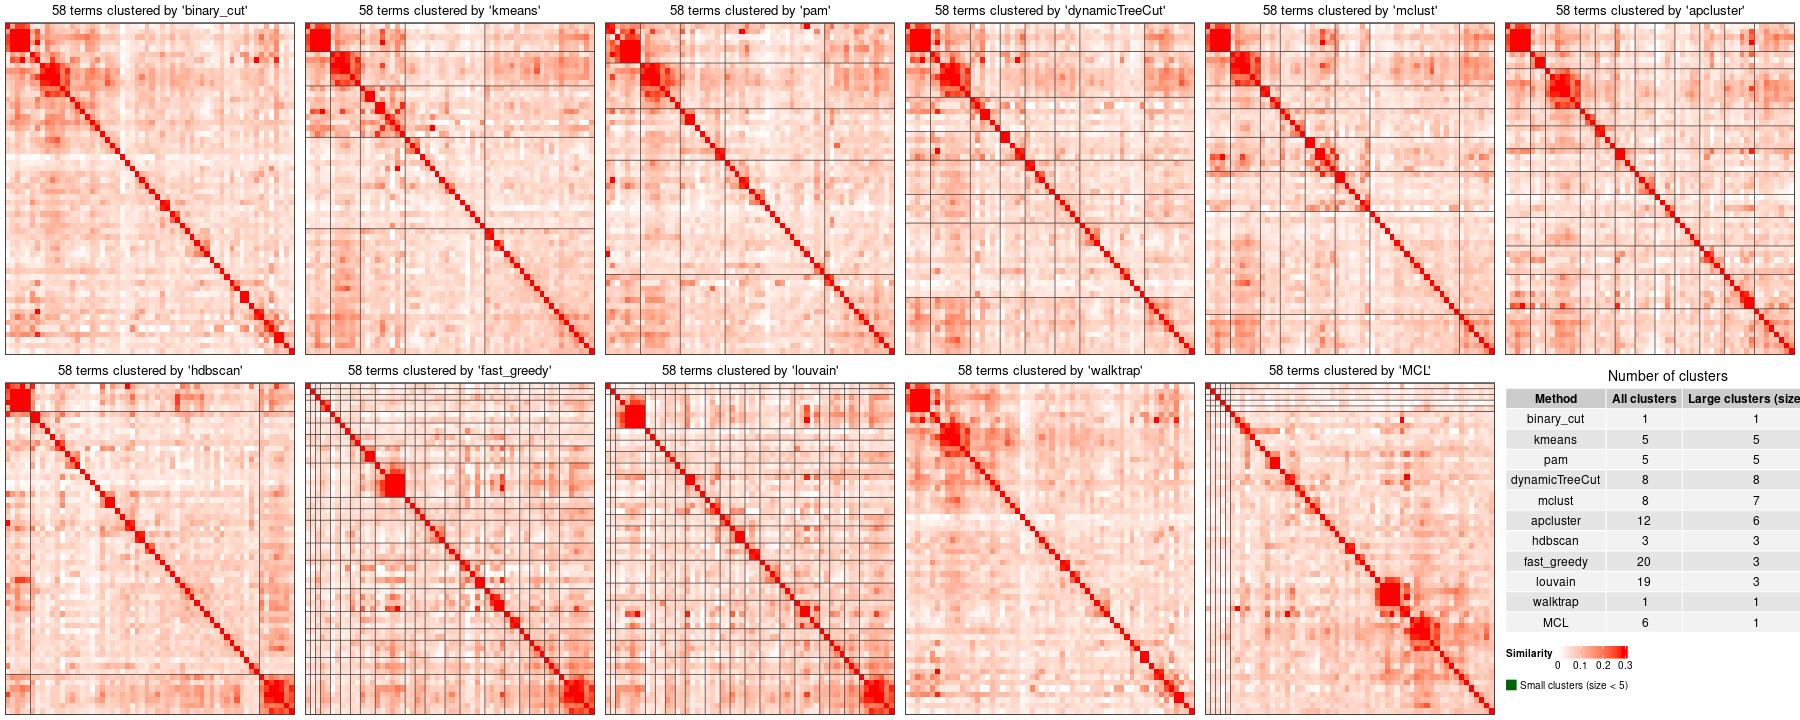 58 terms clustered by 'binary_cut'
58 terms clustered by 'kmeans'
58 terms clustered by 'pam'
58 terms clustered by 'dynamicTreeCut'
58 terms clustered by 'mclust'
58 terms clustered by 'apcluster'
58 terms clustered by 'hdbscan'
58 terms clustered by 'fast_greedy'
58 terms clustered by 'louvain'
58 terms clustered by 'walktrap'
58 terms clustered by 'MCL'
Number of clusters
Method All clusters Large clusters (size
binary_cut 1 1
kmeans 5 5
pam 5 5
dynamicTreeCut 8 8
mclust 8 7
apcluster 12 6
hdbscan 3 3
fast_greedy 20 3
louvain 19 3
walktrap 1 1
MCL 6 1
Similarity
0 0.1 0.2 0.3
Small clusters (size < 5)